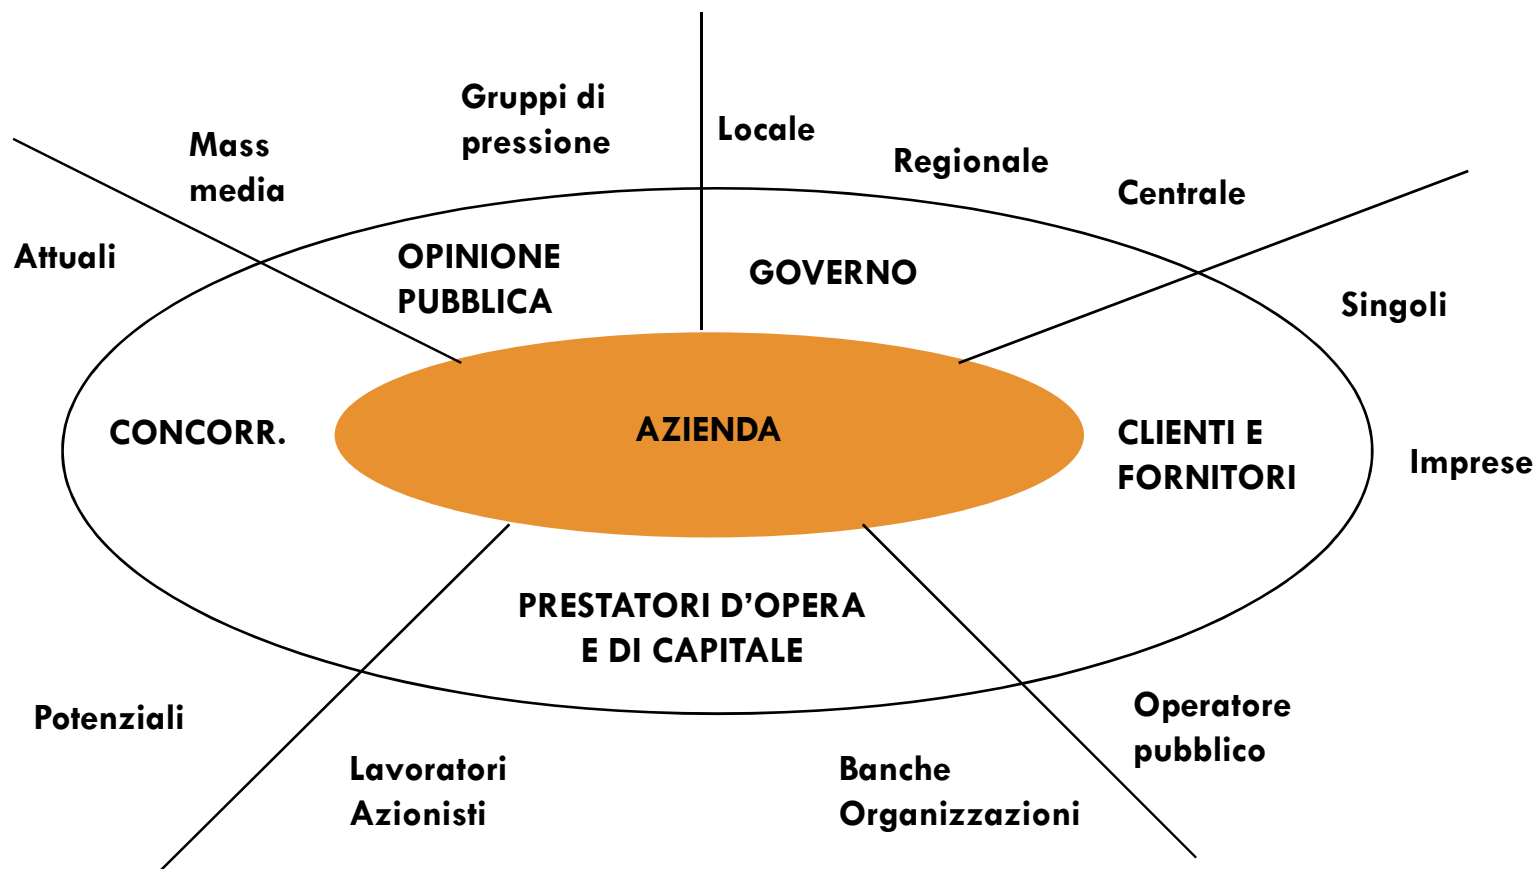 Gruppi di
pressione
Mass
media
Locale
Regionale
Centrale
Attuali
OPINIONE
PUBBLICA
GOVERNO
Singoli
CONCORR.
AZIENDA
CLIENTI E
FORNITORI
Imprese
PRESTATORI D’OPERA
E DI CAPITALE
Potenziali
Operatore
pubblico
Lavoratori
Azionisti
Banche
Organizzazioni